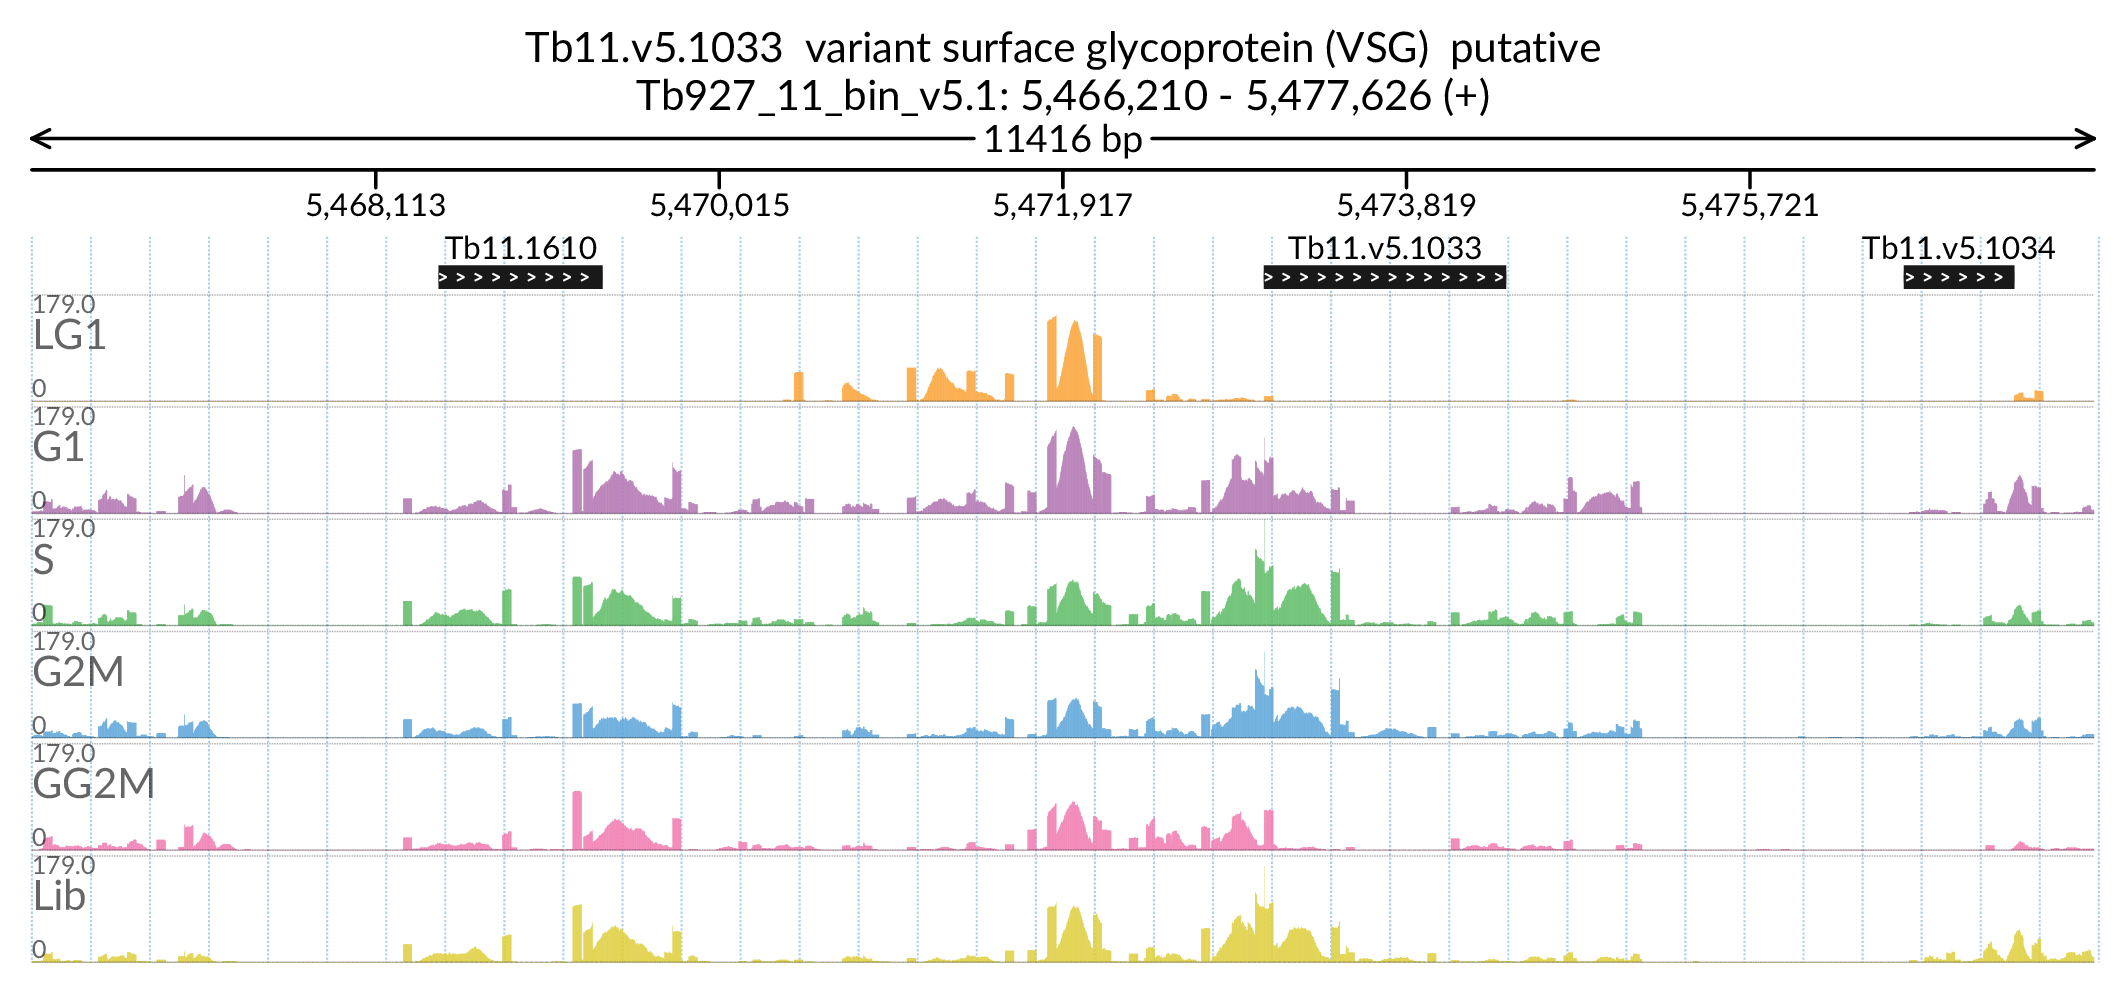 Tb11.v5.1033 variant surface glycoprotein (VSG) putative
Tb927_11_bin_v5.1: 5,466,210 - 5,477,626 (+)
11416 bp
5,468,113 5,470,015 5,471,917 5,473,819 5,475,721
Tb11.1610 Tb11.v5.1033 Tb11.v5.1034
179.0
LG1
0
179.0
G1
0
179.0
S
0
179.0
G2M
0
179.0
GG2M
0
179.0
Lib
0